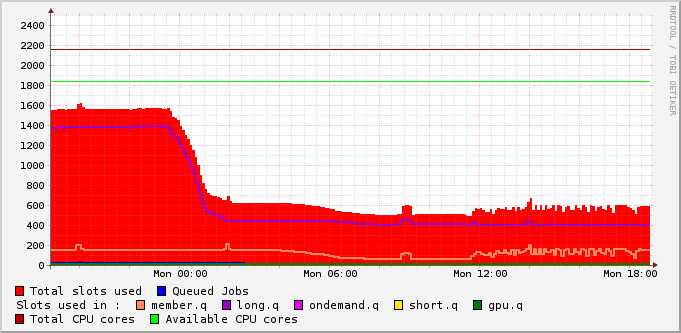 RRDTOOL / TOBI OETIKER
2400
2200
2000
1800
1600
1400
1200
1000
800
600
400
200
0
Mon 00:00 Mon 06:00 Mon 12:00 Mon 18:00
Total slots used Queued Jobs
Slots used in : member.q long.q ondemand.q short.q gpu.q
Total CPU cores Available CPU cores